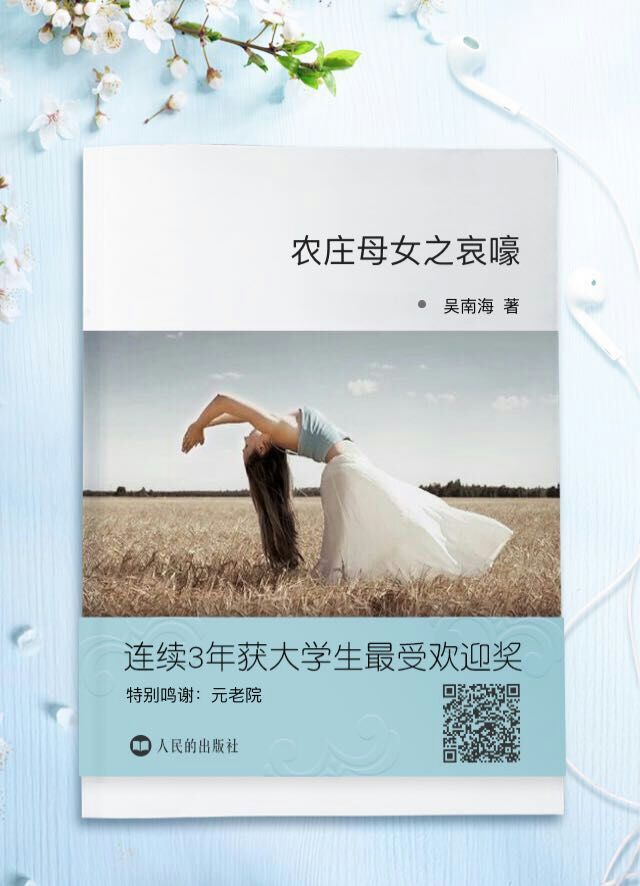 农庄母女之哀嚎
● 吴南海 著
连续3年获大学生最受欢迎奖
特别鸣谢：元老院
人民的出版社